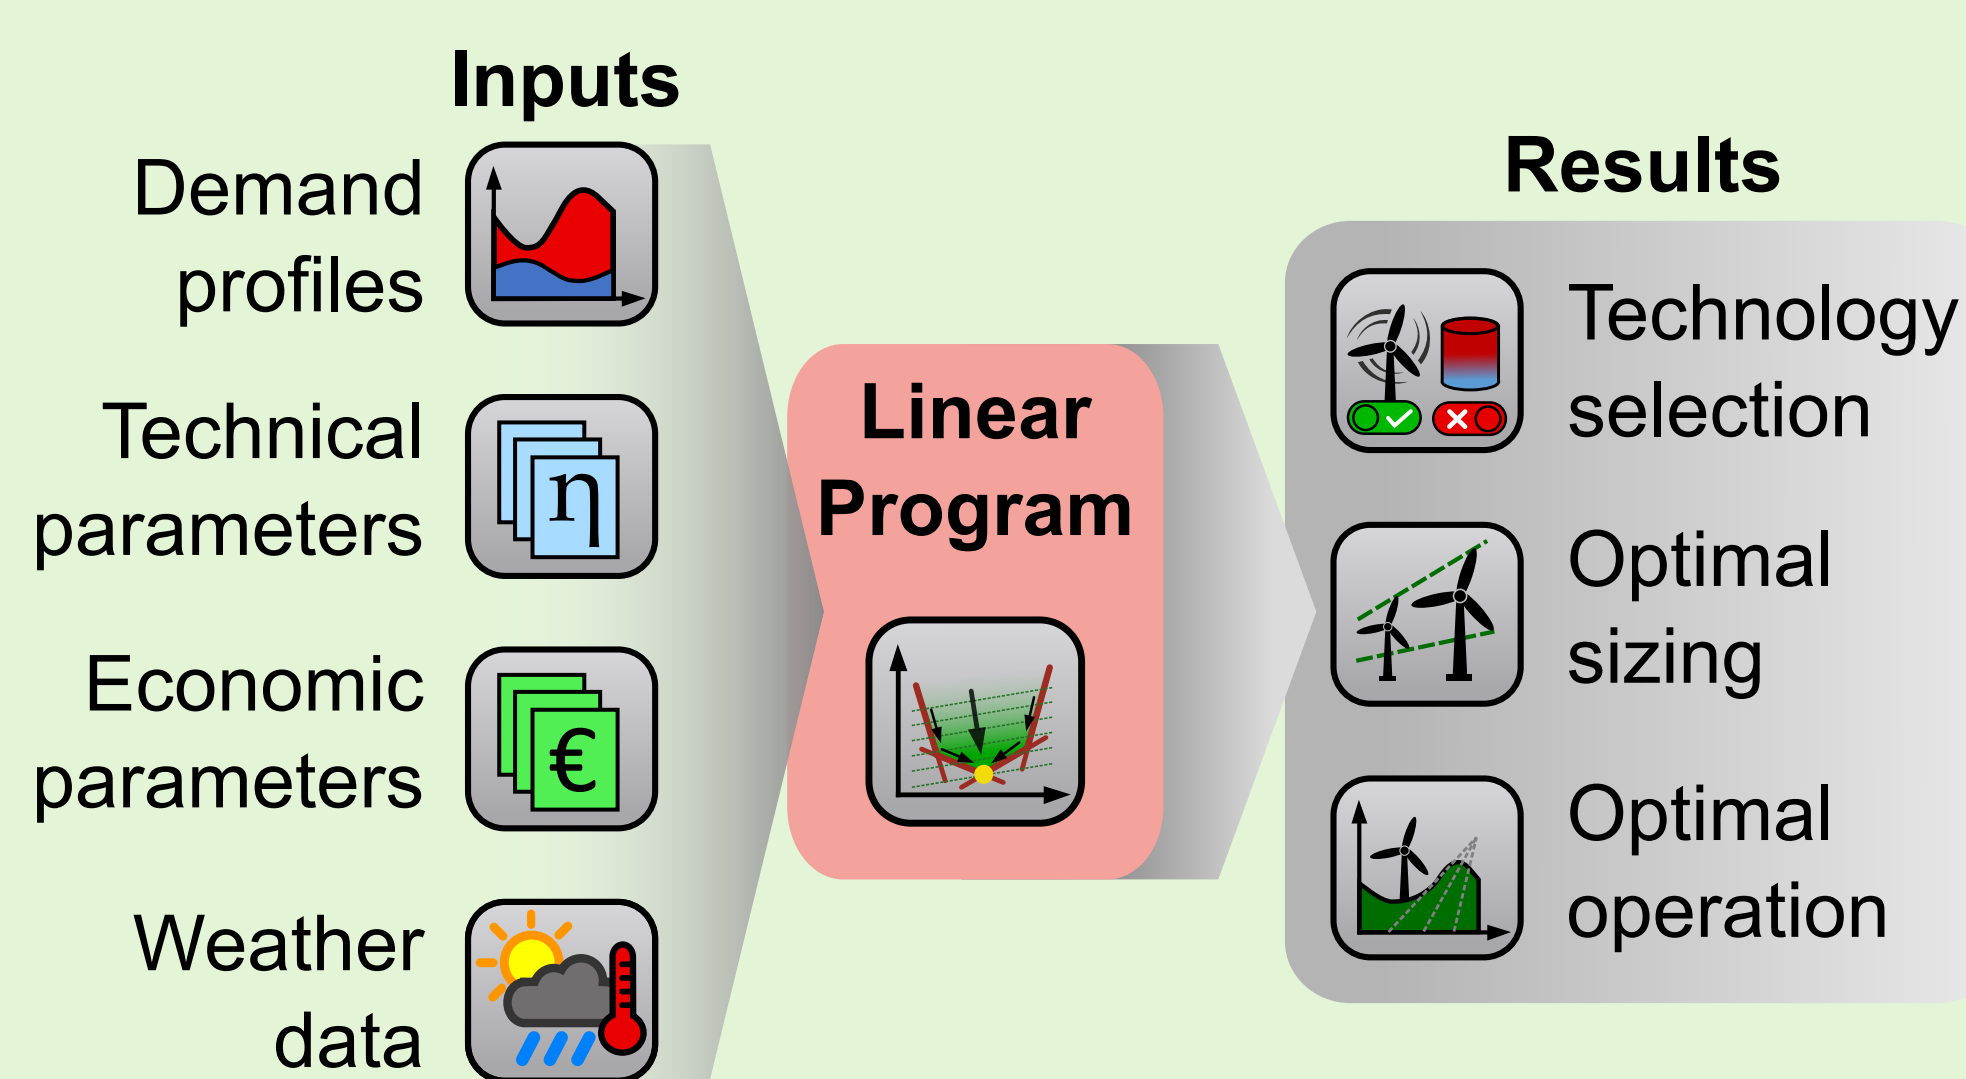 Inputs
Demand
profiles
Technical
parameters
η
Economic
parameters
€
Weather
data
Linear
Program
Results
Technology
selection
Optimal
sizing
Optimal
operation